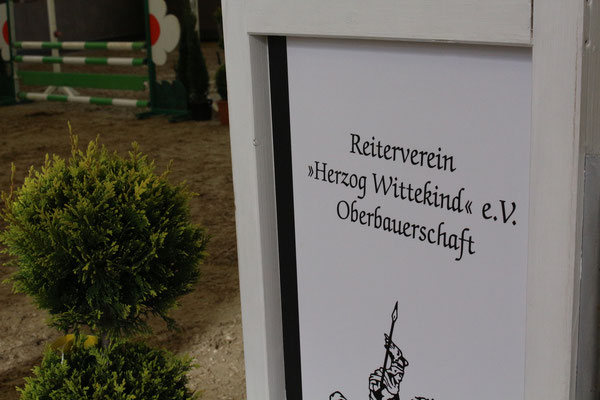 Reiterverein
»Herzog Wittekind« e.V.
Oberbauerschaft